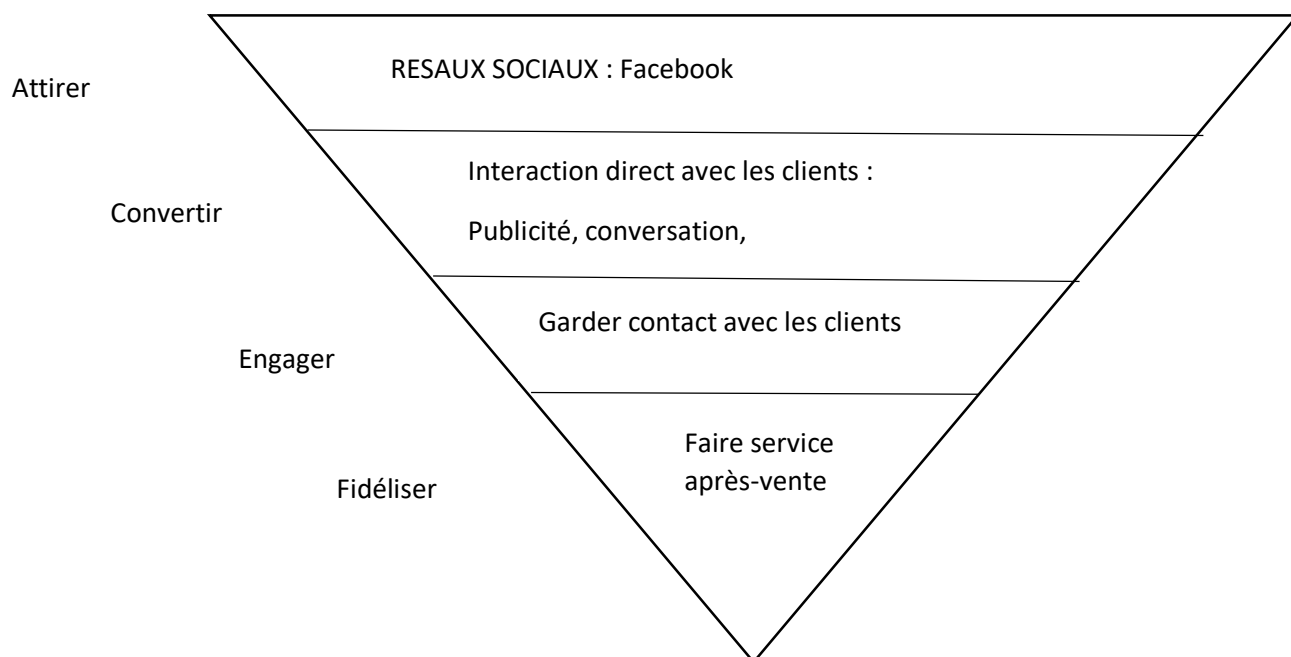 RESAUX SOCIAUX : Facebook
Attirer
Interaction direct avec les clients :
Convertir
Publicité, conversation,
Garder contact avec les clients
Engager
Faire service
après-vente
Fidéliser